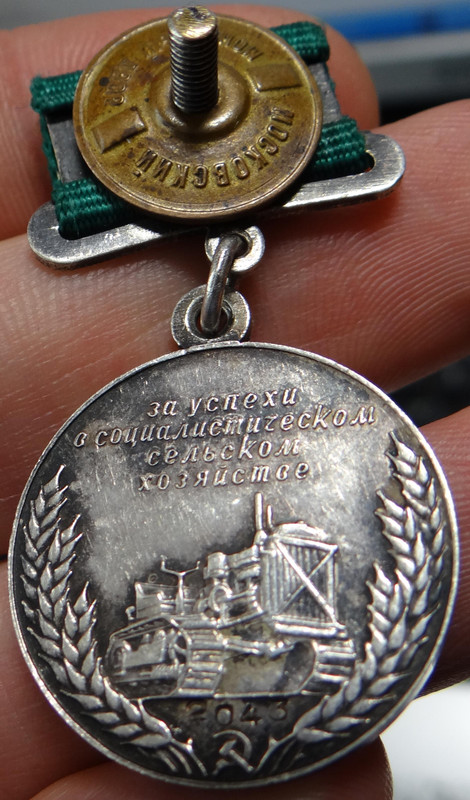 МОСКОВСКИЙ
за успехи
в социалистическом
сельском
хозяйстве
2043